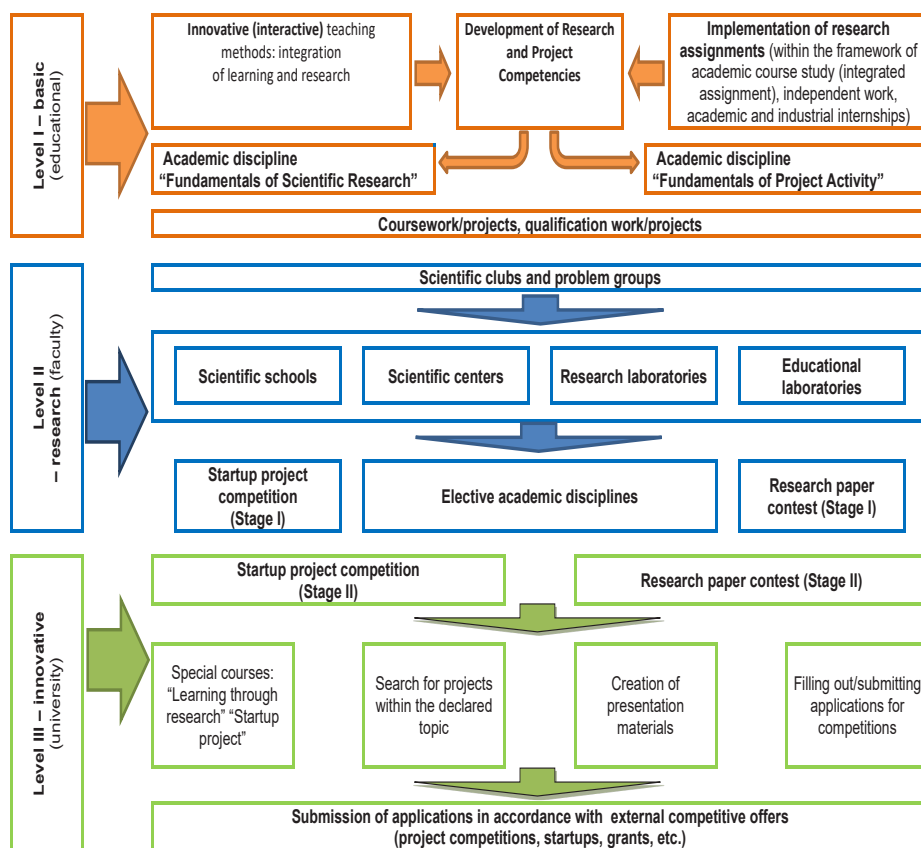 Level I – basic
(educational)
Innovative (interactive) teaching
methods: integration
of learning and research
Development of Research
and Project
Competencies
Implementation of research
assignments (within the framework of
academic course study (integrated
assignment), independent work,
academic and industrial internships)
Academic discipline
“Fundamentals of Scientific Research”
Academic discipline
“Fundamentals of Project Activity”
Coursework/projects, qualification work/projects
Level II
– research (faculty)
Scientific clubs and problem groups
Scientific schools
Scientific centers
Research laboratories
Educational
laboratories
Startup project
competition
(Stage I)
Elective academic disciplines
Research paper
contest (Stage I)
Level III – innovative
(university)
Startup project competition
(Stage II)
Research paper contest (Stage II)
Special courses:
“Learning through
research” “Startup
project”
Search for projects
within the declared
topic
Creation of
presentation
materials
Filling out/submitting
applications for
competitions
Submission of applications in accordance with external competitive offers
(project competitions, startups, grants, etc.)